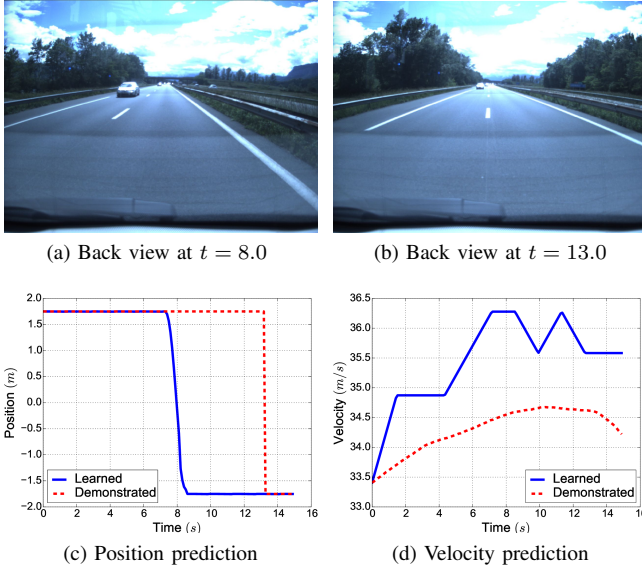 (a) Back view at t = 8.0
(b) Back view at t = 13.0
2.0
1.5
1.0
0.5
0.0
−0.5
−1.0
−1.5
−2.0
Position (m)
Learned
Demonstrated
0 2 4 6 8 10 12 14 16
Time (s)
36.5
36.0
35.5
35.0
34.5
34.0
33.5
33.0
Velocity (m/s)
Learned
Demonstrated
0 2 4 6 8 10 12 14 16
Time (s)
(c) Position prediction
(d) Velocity prediction